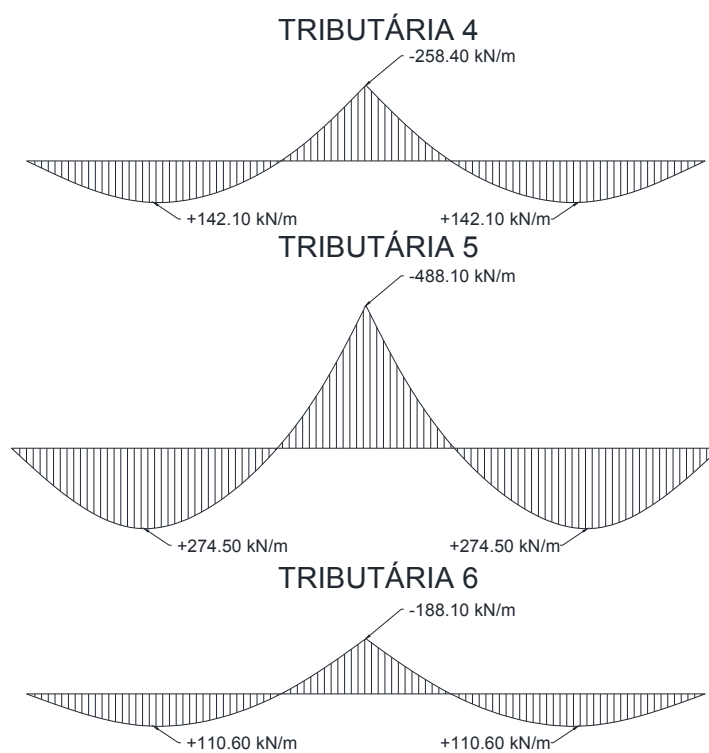 TRIBUTÁRIA 4
-258.40 kN/m
+142.10 kN/m +142.10 kN/m
TRIBUTÁRIA 5
-488.10 kN/m
+274.50 kN/m +274.50 kN/m
TRIBUTÁRIA 6
-188.10 kN/m
+110.60 kN/m +110.60 kN/m